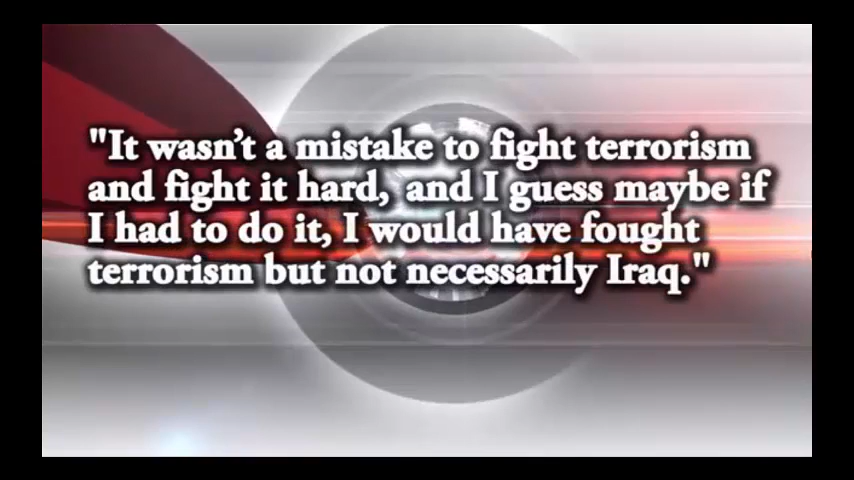 "It wasn’t a mistake to fight terrorism
and fight it hard, and I guess maybe if
I had to do it, I would have fought
terrorism but not necessarily Iraq."